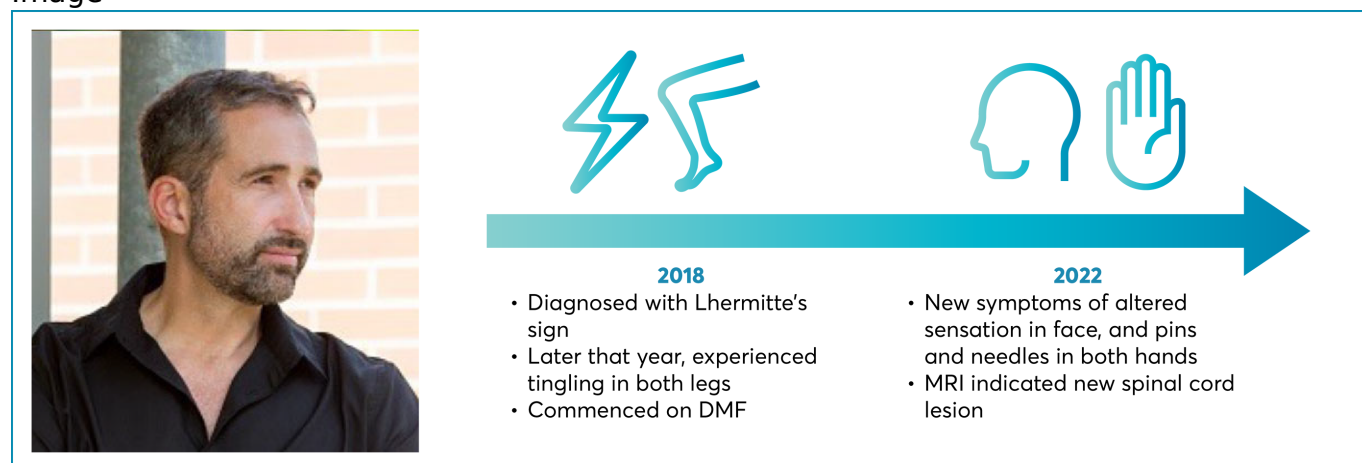 Image
2018
• Diagnosed with Lhermitte's
sign
• Later that year, experienced
tingling in both legs
• Commenced on DMF
2022
• New symptoms of altered
sensation in face, and pins
and needles in both hands
• MRI indicated new spinal cord
lesion